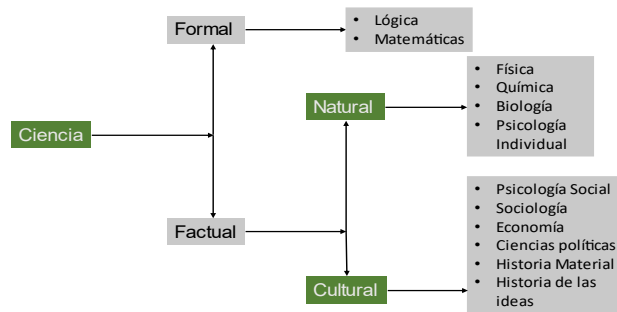 Formal
• Lógica
• Matemáticas
Ciencia
Natural
• Física
• Química
• Biología
• Psicología
Individual
Factual
Cultural
• Psicología Social
• Sociología
• Economía
• Ciencias políticas
• Historia Material
• Historia de las
ideas